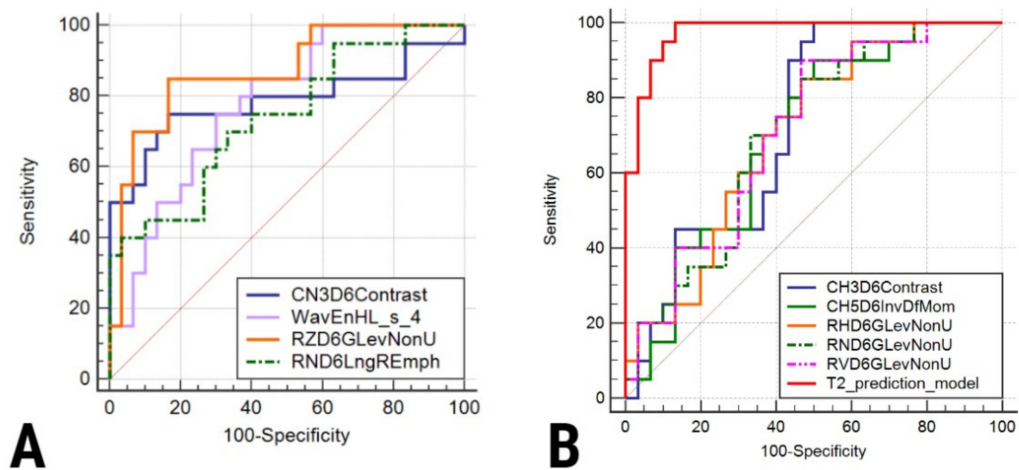 100
80
60
40
20
0
Sensitivity
0 20 40 60 80 100
100-Specificity
CN3D6Contrast
WavEnHL_s_4
RZD6GLevNonU
RND6LngREmph
A
100
80
60
40
20
0
Sensitivity
0 20 40 60 80 100
100-Specificity
CH3D6Contrast
CH5D6InvDfMom
RHD6GLevNonU
RND6GLevNonU
RVD6GLevNonU
T2_prediction_model
B